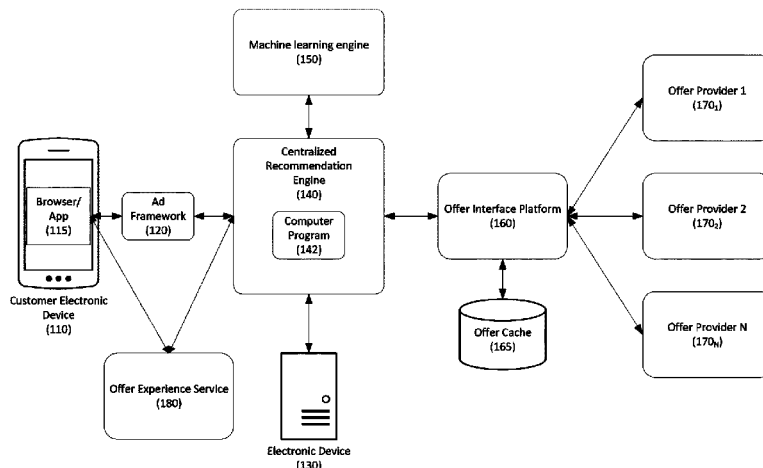 Machine learning engine
(150)
Offer Provider 1
(170₁)
Centralized
Recommendation
Engine
(140)
Computer
Program
(142)
Browser/
App
(115)
Ad
Framework
(120)
Offer Interface Platform
(160)
Offer Provider 2
(170₂)
Customer Electronic
Device
(110)
Offer Cache
(165)
Offer Provider N
(170ₙ)
Offer Experience Service
(180)
Electronic Device
(130)